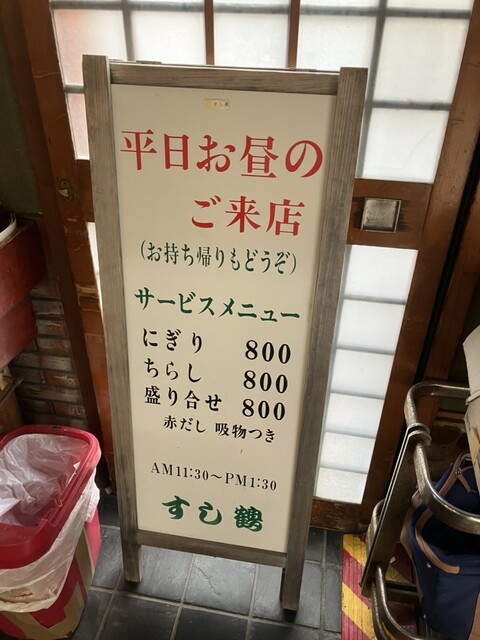 平日お昼の
ご来店
(お持ち帰りもどうぞ)
サービスメニュー
にぎり 800
ちらし 800
盛り合せ 800
赤だし 吸物つき
AM11:30～PM1:30
すし鶴